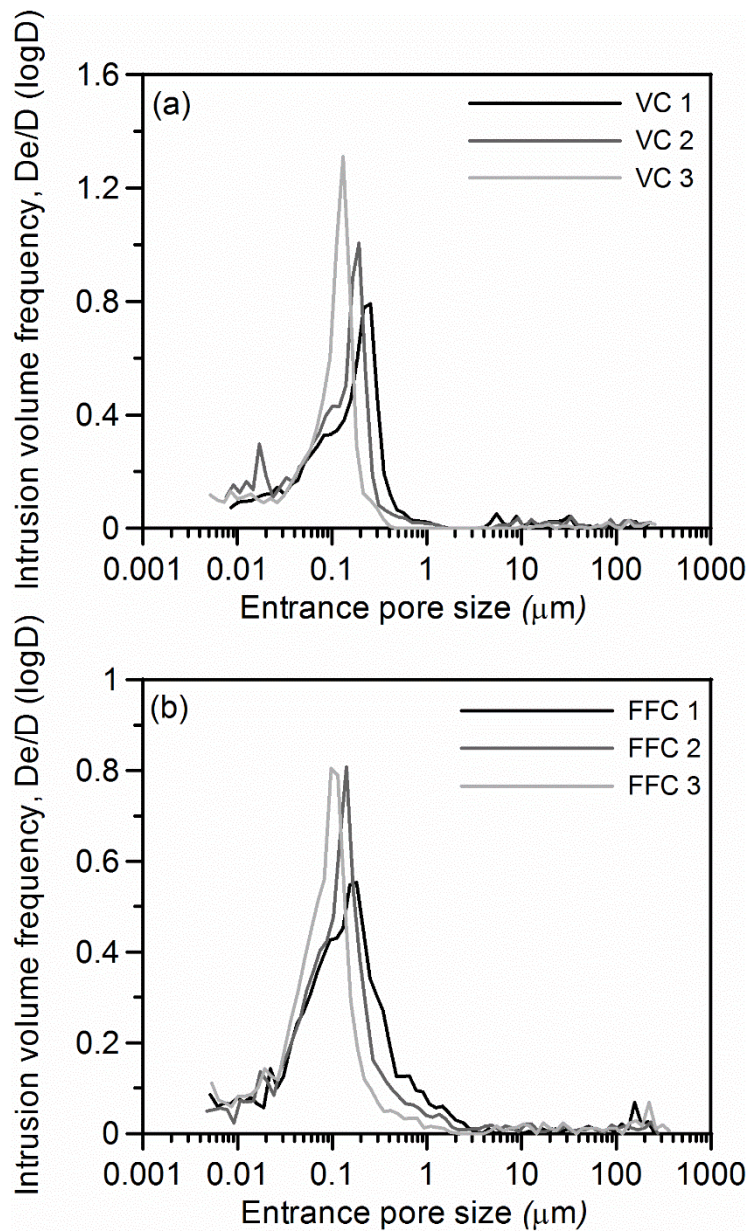 Intrusion volume frequency, De/D (logD)
(a)
VC 1
VC 2
VC 3
1.6
1.2
0.8
0.4
0
0.001 0.01 0.1 1 10 100 1000
Entrance pore size (μm)
Intrusion volume frequency, De/D (logD)
(b)
FFC 1
FFC 2
FFC 3
1
0.8
0.6
0.4
0.2
0
0.001 0.01 0.1 1 10 100 1000
Entrance pore size (μm)